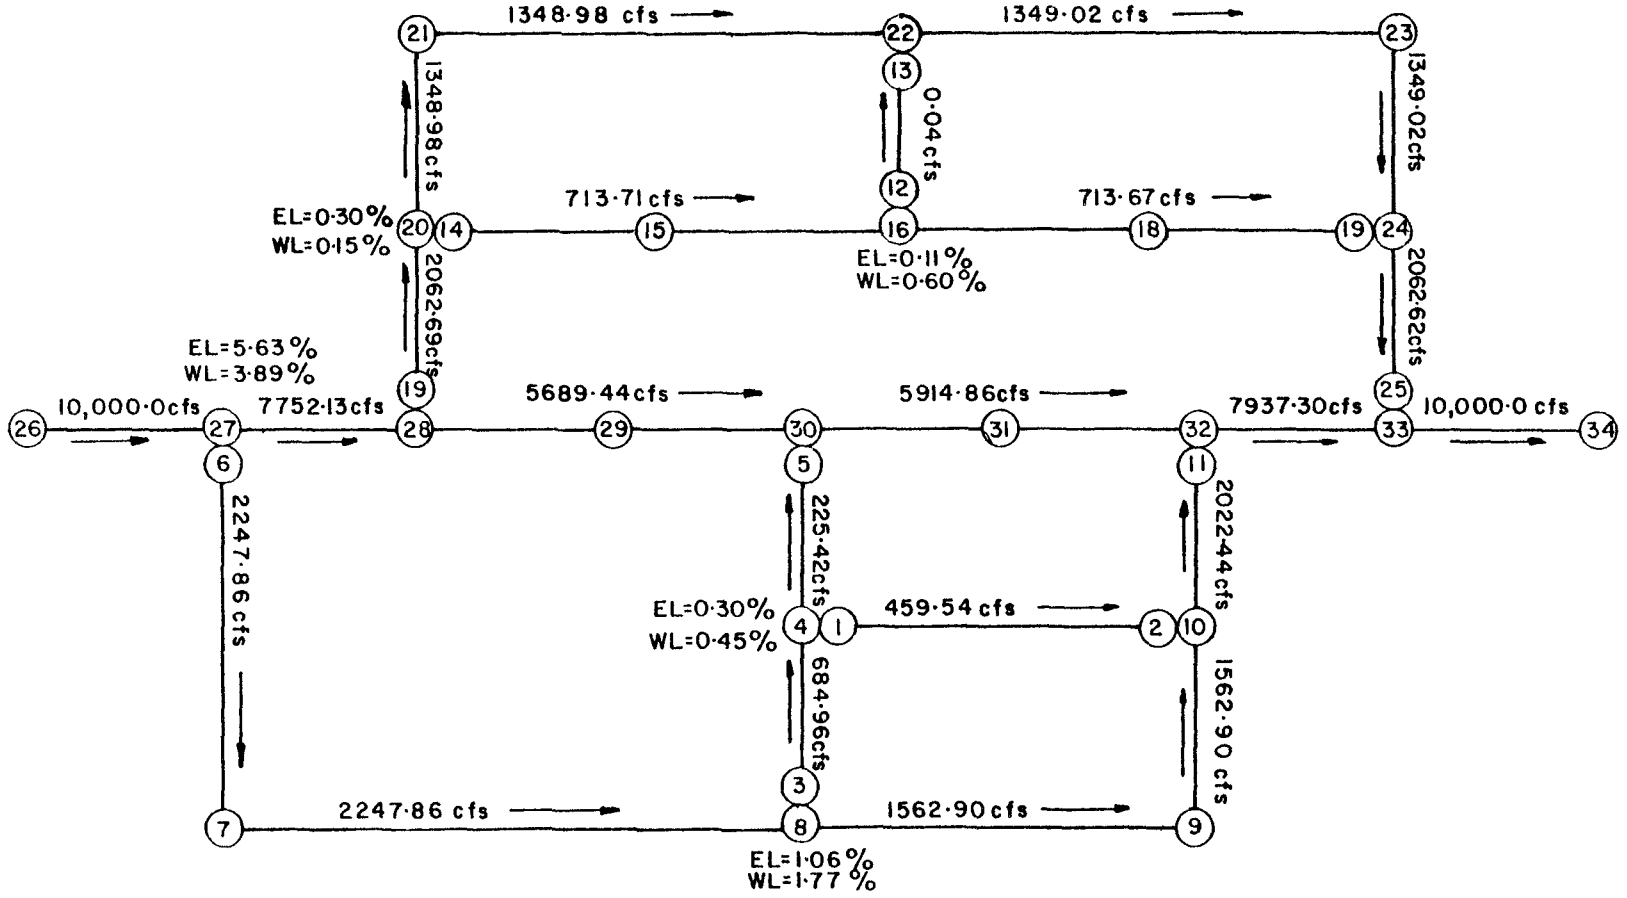 1348·98 cfs
1349·02 cfs
21
22
23
13
1348·98cfs
0·04cfs
1349·02cfs
12
713·71cfs
713·67cfs
EL=0·30%
WL=0·15%
20
14
15
16
18
19
24
EL=0·11%
WL=0·60%
2062·69cfs
2062·62cfs
EL=5·63%
WL=3·89%
19
25
10,000·0cfs
7752·13cfs
5689·44cfs
5914·86cfs
7937·30cfs
10,000·0 cfs
26
27
28
29
30
31
32
33
34
6
5
11
2247·86 cfs
225·42cfs
2022·44cfs
EL=0·30%
WL=0·45%
4
1
459·54 cfs
2
10
684·96cfs
1562·90 cfs
3
2247·86 cfs
1562·90cfs
7
8
9
EL=1·06%
WL=1·77%